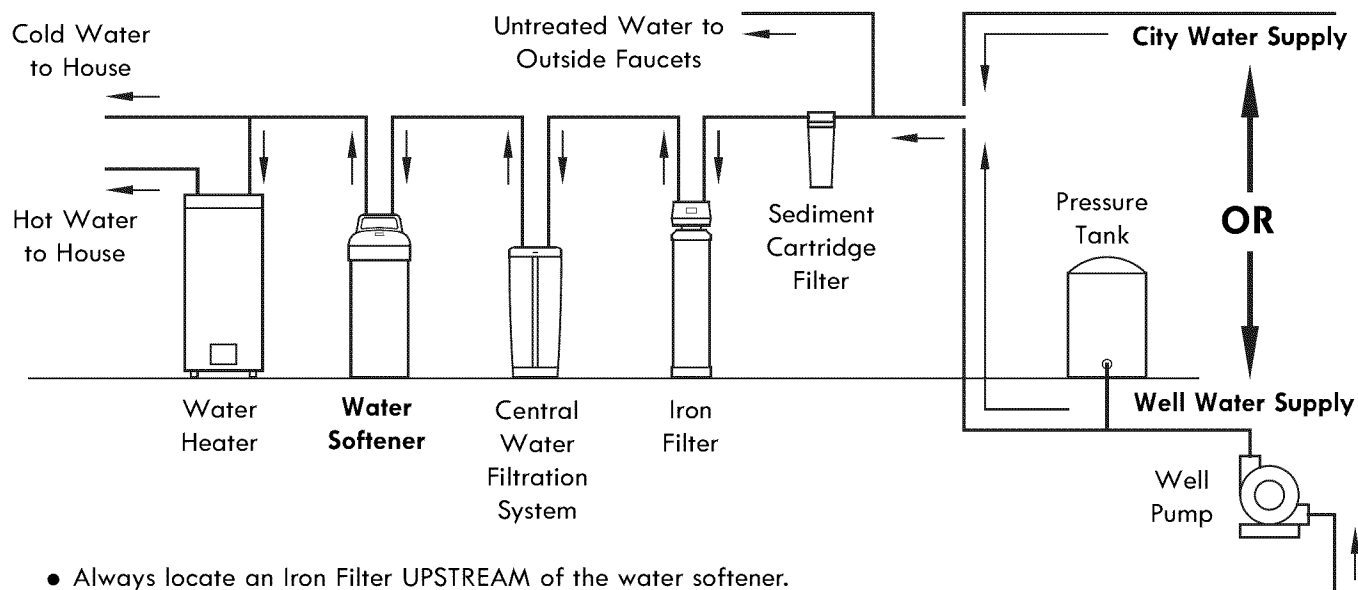 Cold Water
to House
Untreated Water to
Outside Faucets
City Water Supply
Hot Water
to House
Sediment
Cartridge
Filter
Pressure
Tank
OR
Water
Heater
Water
Softener
Central
Water
Filtration
System
Iron
Filter
Well Water Supply
Well
Pump
● Always locate an Iron Filter UPSTREAM of the water softener.